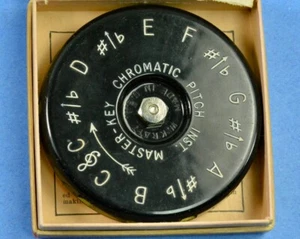 E
F
#|b
G
#|b
A
#|b
B
C C
#|b
D
#|b
MASTER-KEY CHROMATIC PITCH INST.